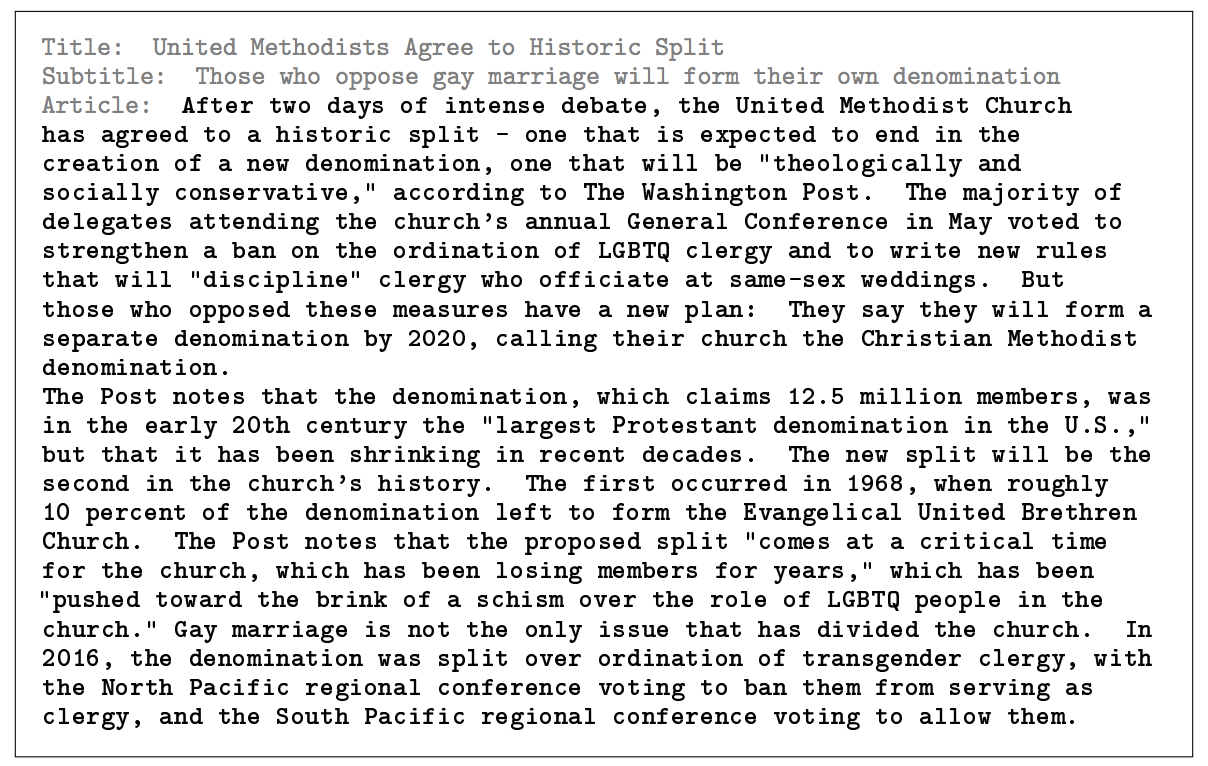 Title: United Methodists Agree to Historic Split
Subtitle: Those who oppose gay marriage will form their own denomination
Article: After two days of intense debate, the United Methodist Church
has agreed to a historic split - one that is expected to end in the
creation of a new denomination, one that will be "theologically and
socially conservative," according to The Washington Post. The majority of
delegates attending the church's annual General Conference in May voted to
strengthen a ban on the ordination of LGBTQ clergy and to write new rules
that will "discipline" clergy who officiate at same-sex weddings. But
those who opposed these measures have a new plan: They say they will form a
separate denomination by 2020, calling their church the Christian Methodist
denomination.
The Post notes that the denomination, which claims 12.5 million members, was
in the early 20th century the "largest Protestant denomination in the U.S.,"
but that it has been shrinking in recent decades. The new split will be the
second in the church's history. The first occurred in 1968, when roughly
10 percent of the denomination left to form the Evangelical United Brethren
Church. The Post notes that the proposed split "comes at a critical time
for the church, which has been losing members for years," which has been
"pushed toward the brink of a schism over the role of LGBTQ people in the
church." Gay marriage is not the only issue that has divided the church. In
2016, the denomination was split over ordination of transgender clergy, with
the North Pacific regional conference voting to ban them from serving as
clergy, and the South Pacific regional conference voting to allow them.